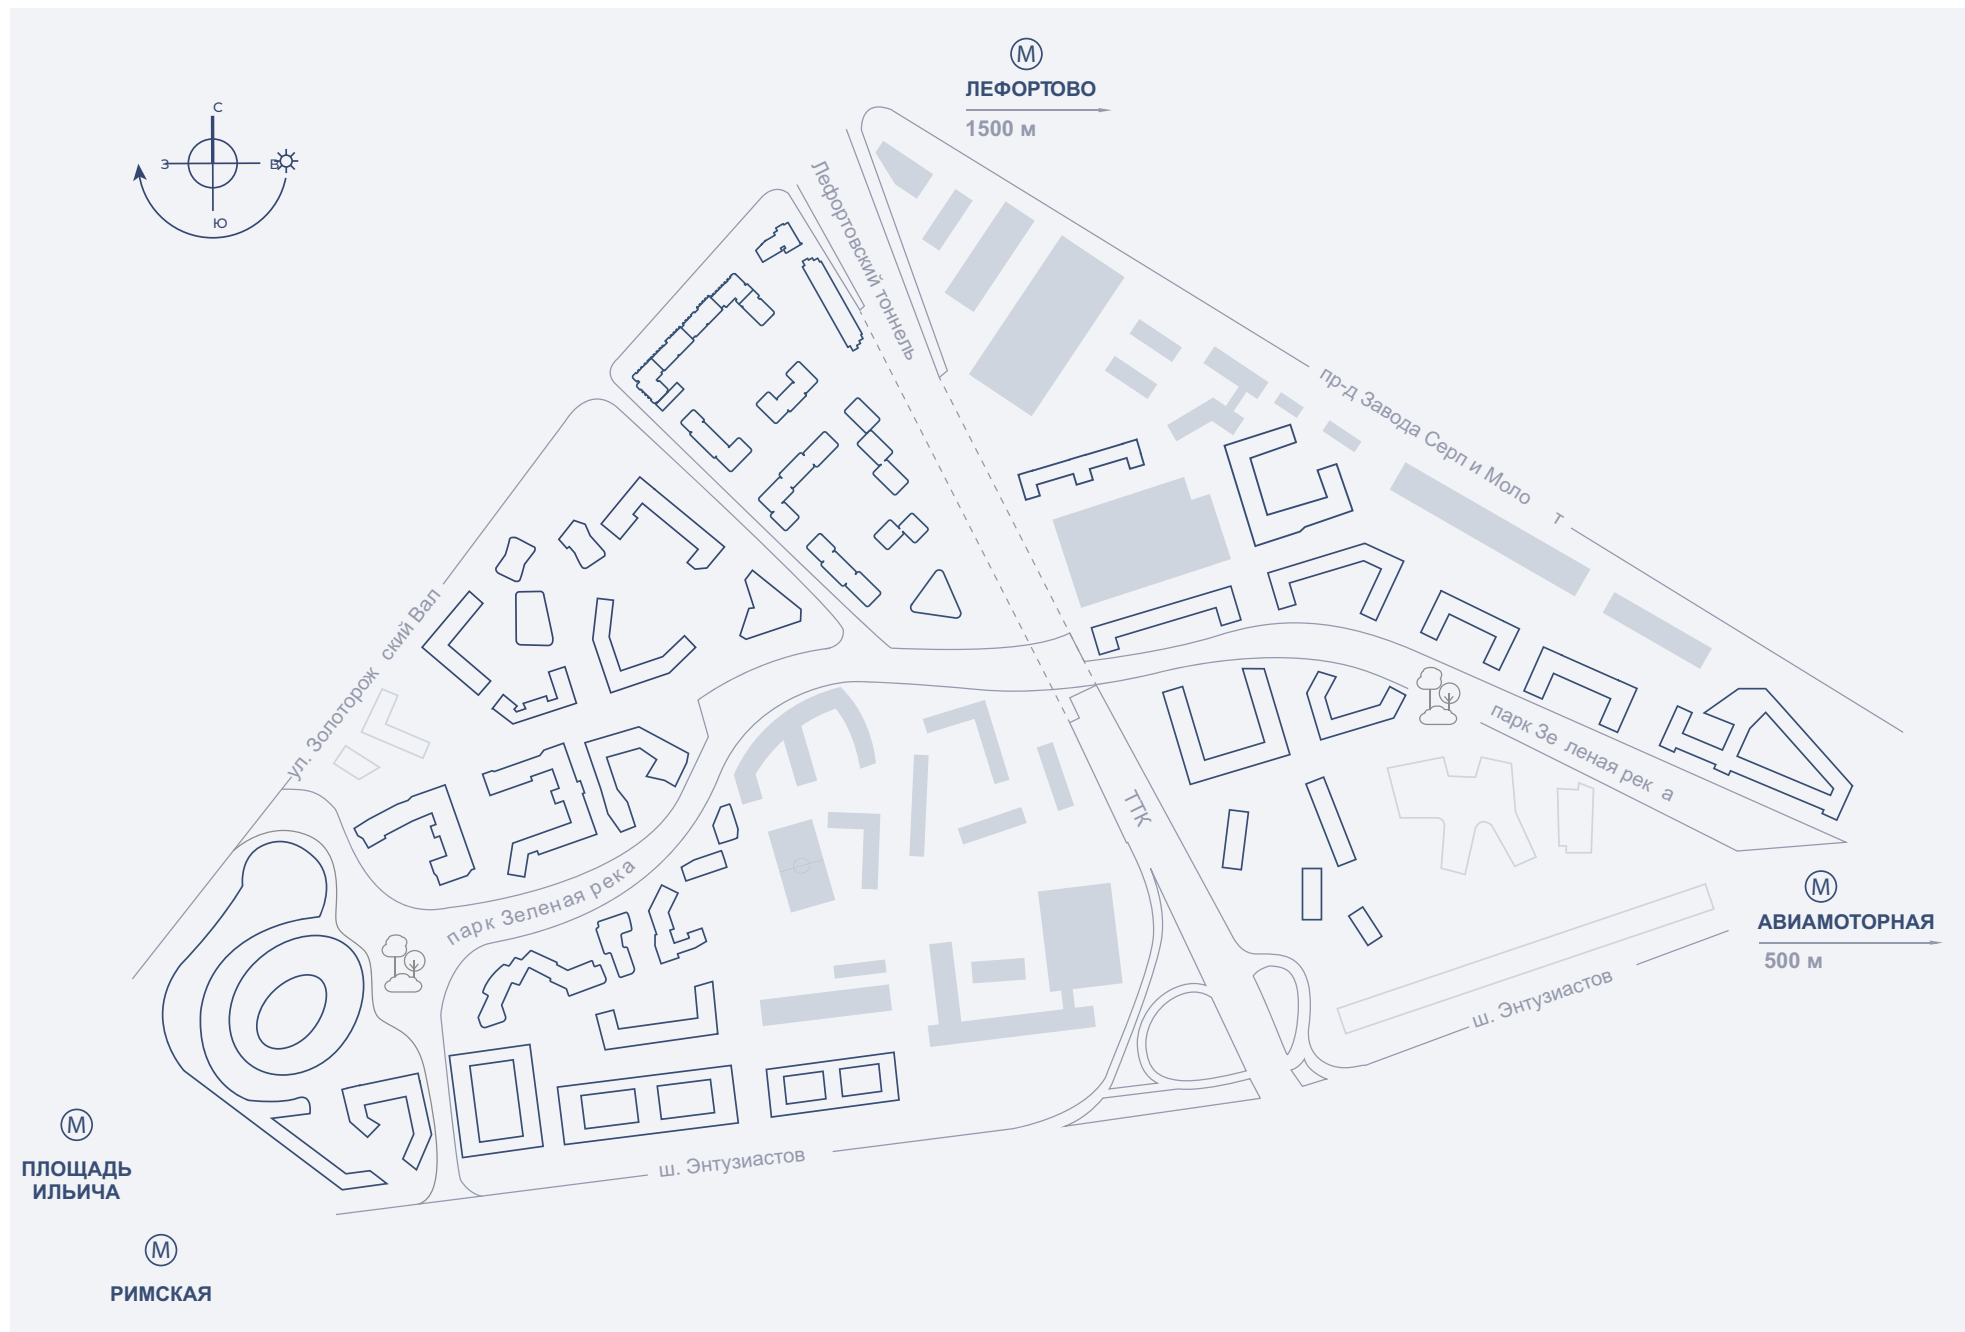 М
ЛЕФОРТОВО
1500 м
С
З
В
Ю
Лефортовский тоннель
пр-д Завода Серп и Моло т
ул. Золоторож ский Вал
парк Зе леная рек а
ТТК
парк Зеленая река
М
АВИАМОТОРНАЯ
500 м
ш. Энтузиастов
ш. Энтузиастов
М
ПЛОЩАДЬ
ИЛЬИЧА
М
РИМСКАЯ